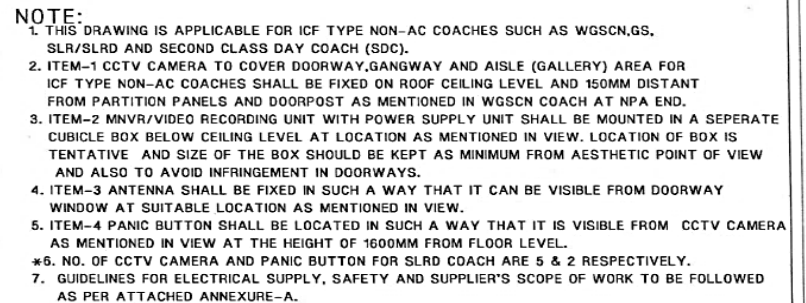 NOTE:
1. THIS DRAWING IS APPLICABLE FOR ICF TYPE NON-AC COACHES SUCH AS WGSCN,GS,
SLR/SLRD AND SECOND CLASS DAY COACH (SDC).
2. ITEM-1 CCTV CAMERA TO COVER DOORWAY,GANGWAY AND AISLE (GALLERY) AREA FOR
ICF TYPE NON-AC COACHES SHALL BE FIXED ON ROOF CEILING LEVEL AND 150MM DISTANT
FROM PARTITION PANELS AND DOORPOST AS MENTIONED IN WGSCN COACH AT NPA END.
3. ITEM-2 MNVR/VIDEO RECORDING UNIT WITH POWER SUPPLY UNIT SHALL BE MOUNTED IN A SEPERATE
CUBICLE BOX BELOW CEILING LEVEL AT LOCATION AS MENTIONED IN VIEW. LOCATION OF BOX IS
TENTATIVE AND SIZE OF THE BOX SHOULD BE KEPT AS MINIMUM FROM AESTHETIC POINT OF VIEW
AND ALSO TO AVOID INFRINGEMENT IN DOORWAYS.
4. ITEM-3 ANTENNA SHALL BE FIXED IN SUCH A WAY THAT IT CAN BE VISIBLE FROM DOORWAY
WINDOW AT SUITABLE LOCATION AS MENTIONED IN VIEW.
5. ITEM-4 PANIC BUTTON SHALL BE LOCATED IN SUCH A WAY THAT IT IS VISIBLE FROM CCTV CAMERA
AS MENTIONED IN VIEW AT THE HEIGHT OF 1600MM FROM FLOOR LEVEL.
*6. NO. OF CCTV CAMERA AND PANIC BUTTON FOR SLRD COACH ARE 5 & 2 RESPECTIVELY.
7. GUIDELINES FOR ELECTRICAL SUPPLY, SAFETY AND SUPPLIER'S SCOPE OF WORK TO BE FOLLOWED
AS PER ATTACHED ANNEXURE-A.